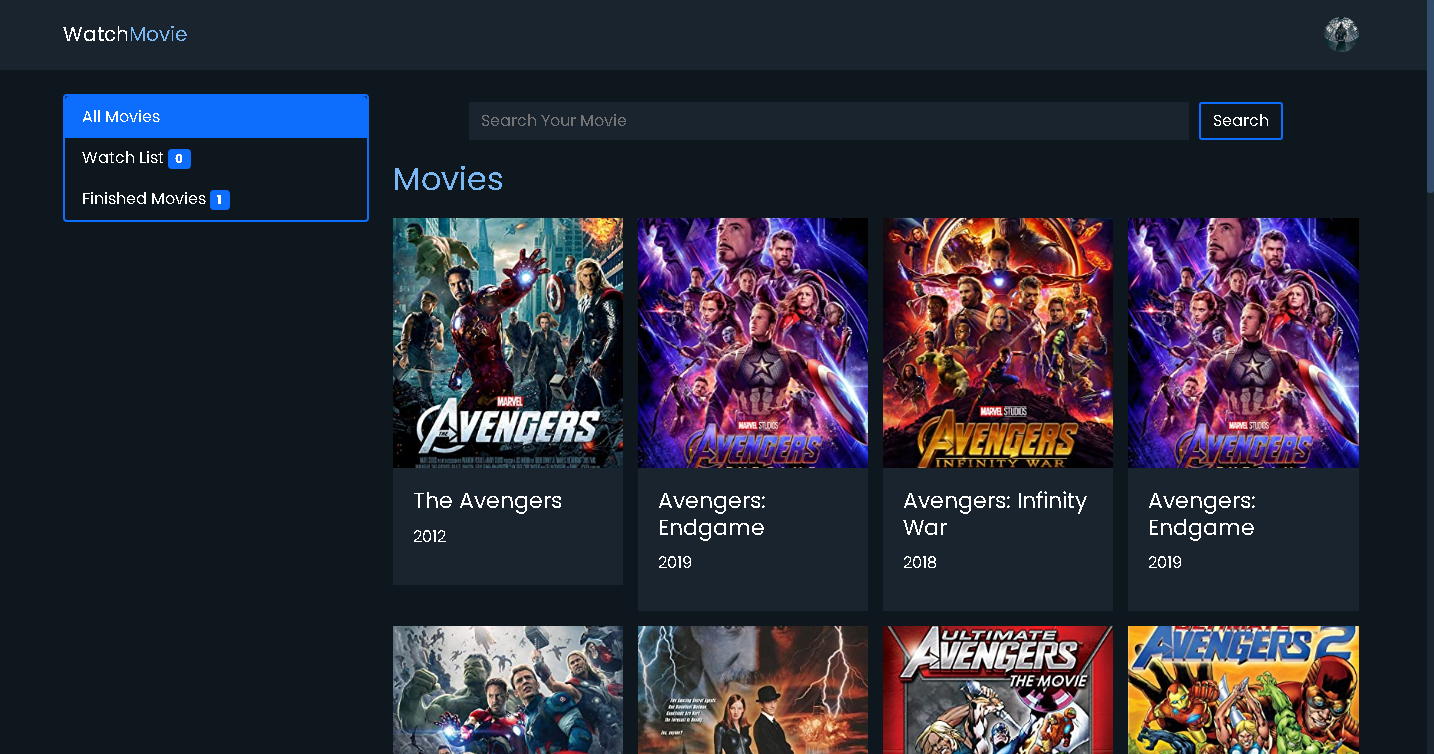 WatchMovie
All Movies
Watch List 0
Finished Movies 1
Search Your Movie
Search
Movies
MARVEL
THE AVENGERS
MARVEL STUDIOS
AVENGERS
MARVEL STUDIOS
AVENGERS
INFINITY WAR
MARVEL STUDIOS
AVENGERS
The Avengers
2012
Avengers:
Endgame
2019
Avengers: Infinity
War
2018
Avengers:
Endgame
2019
ULTIMATE
AVENGERS
THE MOVIE
AVENGERS 2